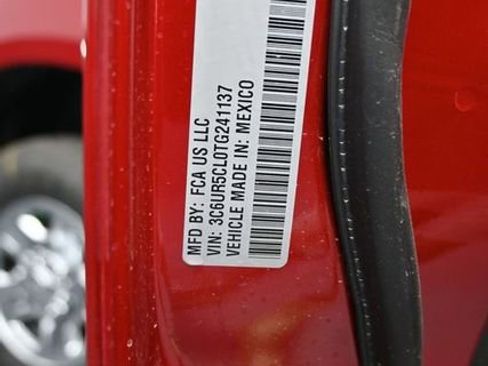 MFD BY: FCA US LLC
VIN: 3C6UR5CL0TG241137
VEHICLE MADE IN: MEXICO